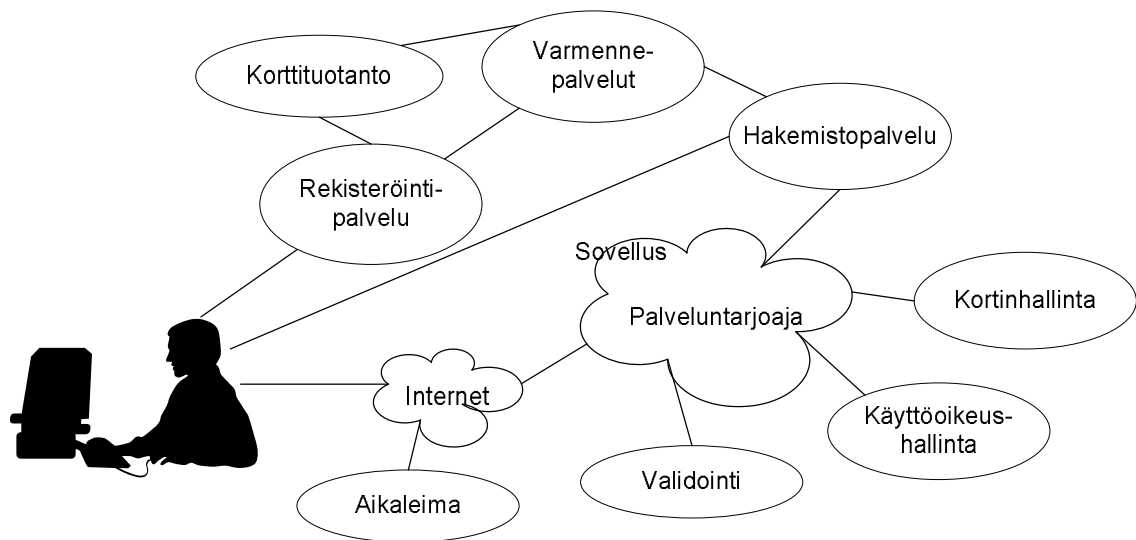 Korttituotanto
Varmenne-
palvelut
Hakemistopalvelu
Rekisteröinti-
palvelu
Sovellus
Palveluntarjoaja
Kortinhallinta
Internet
Käyttöoikeus-
hallinta
Validointi
Aikaleima